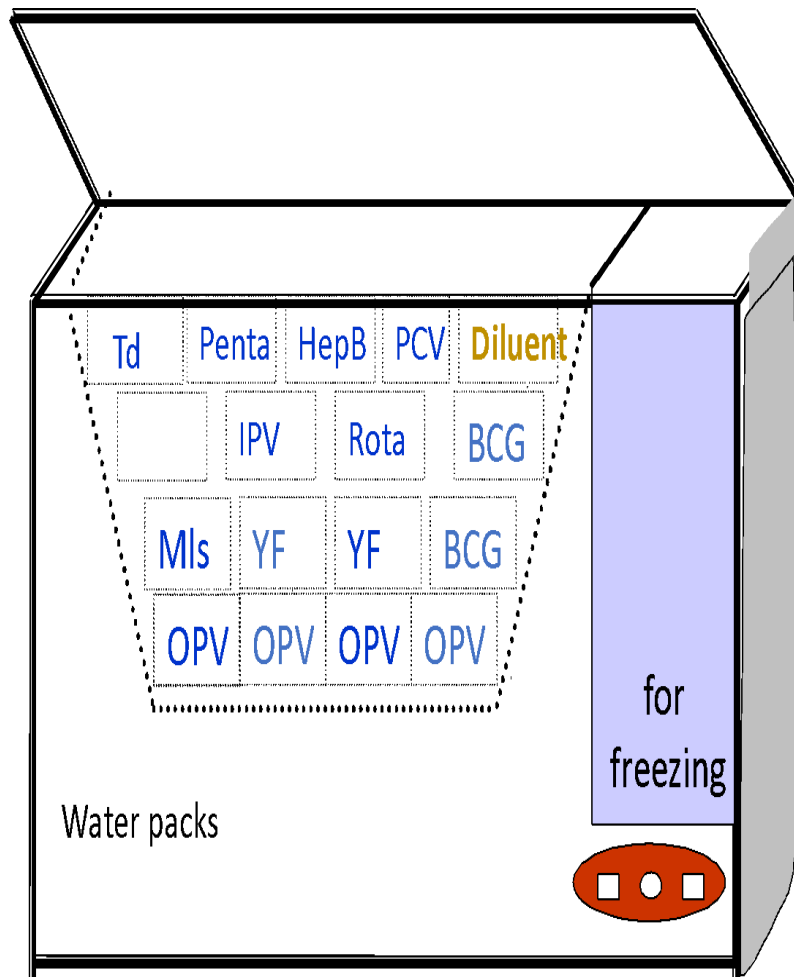 Td Penta HepB PCV Diluent
IPV Rota BCG
Mls YF YF BCG
OPV OPV OPV OPV
for
freezing
Water packs